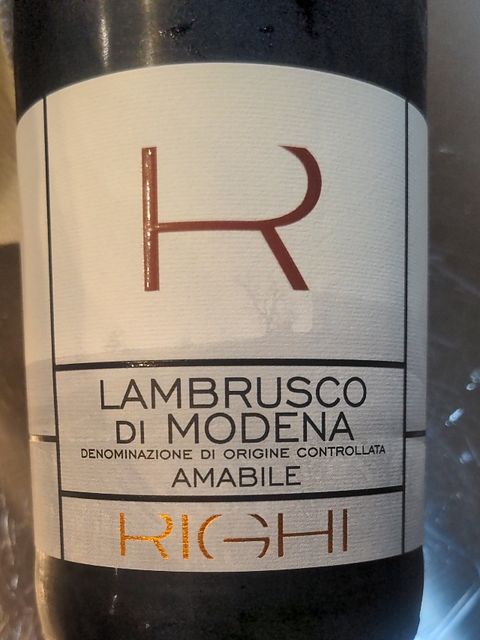 R
LAMBRUSCO
DI MODENA
DENOMINAZIONE DI ORIGINE CONTROLLATA
AMABILE
RIGHI